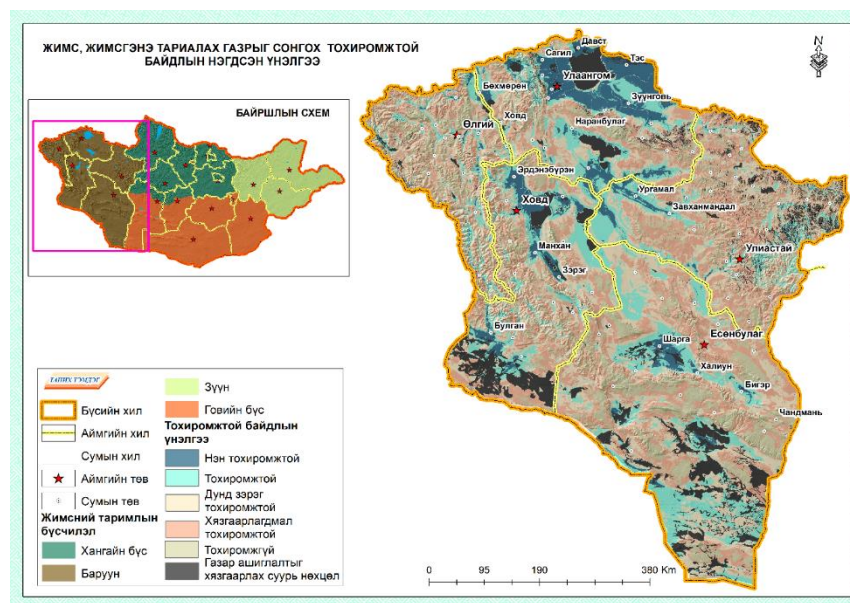 ЖИМС, ЖИМСГЭНЭ ТАРИАЛАХ ГАЗРЫГ СОНГОХ ТОХИРОМЖТОЙ
БАЙДЛЫН НЭГДСЭН ҮНЭЛГЭЭ
БАЙРШЛЫН СХЕМ
N
Давст
Сагил
Тэс
Улаангом
Бөхмөрөн
Зүүнговь
Ховд
Наранбулаг
Өлгий
Эрдэнэбүрэн
Ургамал
Ховд
Завханмандал
Манхан
Улиастай
Зэрэг
Булган
Шарга
Есөнбулаг
Халиун
Бигэр
Чандмань
ТАНИХ ТЭМДЭГ
Бүсийн хил
Аймгийн хил
Сумын хил
Аймгийн төв
Сумын төв
Жимсний таримлын
бүсчилэл
Хангайн бүс
Баруун
Зүүн
Говийн бүс
Тохиромжтой байдлын
үнэлгээ
Нэн тохиромжтой
Тохиромжтой
Дунд зэрэг
тохиромжтой
Хязгаарлагдмал
тохиромжтой
Тохиромжгүй
Газар ашиглалтыг
хязгаарлах суурь нөхцөл
0 95 190 380 Km